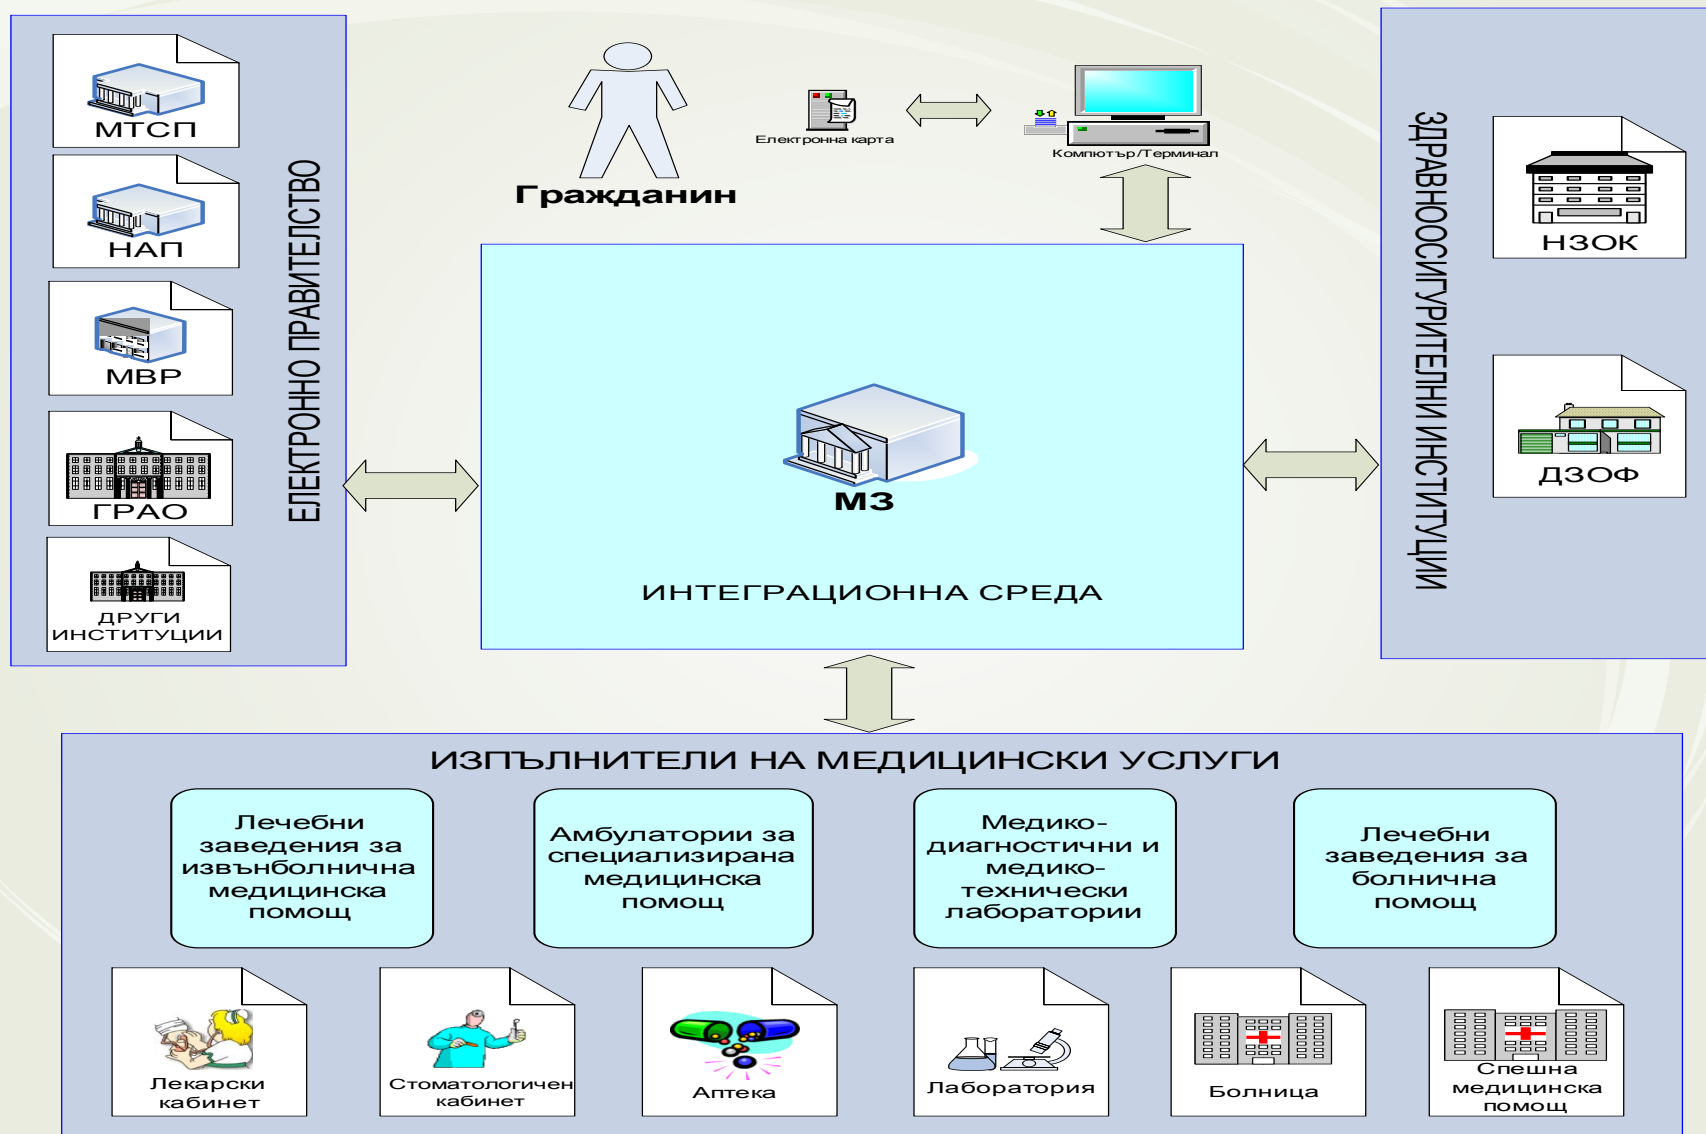 МТСП
НАП
МВР
ГРАО
ДРУГИ
ИНСТИТУЦИИ
ЕЛЕКТРОННО ПРАВИТЕЛСТВО
Гражданин
Електронна карта
Компютър/Терминал
МЗ
ИНТЕГРАЦИОННА СРЕДА
ЗДРАВНООСИГУРИТЕЛНИ ИНСТИТУЦИИ
НЗОК
ДЗОФ
ИЗПЪЛНИТЕЛИ НА МЕДИЦИНСКИ УСЛУГИ
Лечебни
заведения за
извънболнична
медицинска
помощ
Амбулатории за
специализирана
медицинска
помощ
Медико-
диагностични и
медико-
технически
лаборатории
Лечебни
заведения за
болнична
помощ
Лекарски
кабинет
Стоматологичен
кабинет
Аптека
Лаборатория
Болница
Спешна
медицинска
помощ